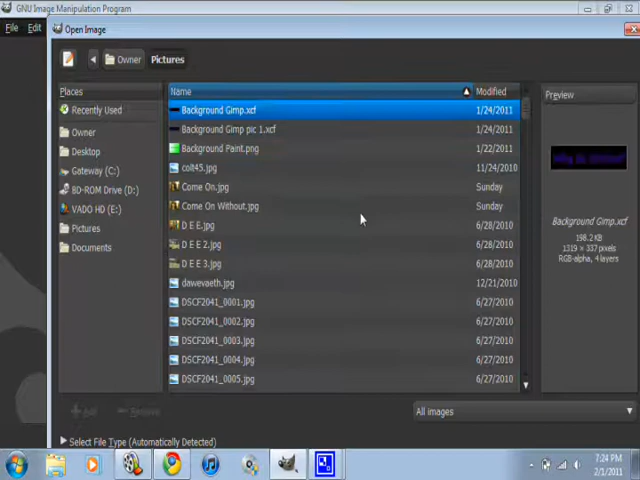 GNU Image Manipulation Program
File Edit
Open Image
Owner Pictures
Places Name Modified Preview
Recently Used
Owner
Desktop
Gateway (C:)
BD-ROM Drive (D:)
VADO HD (E:)
Pictures
Documents
Background Gimp.xcf 1/24/2011
Background Gimp pic 1.xcf 1/24/2011
Background Paint.png 1/22/2011
colt45.jpg 11/24/2010
Come On.jpg Sunday
Come On Without.jpg Sunday
D E E.jpg 6/28/2010
D E E 2.jpg 6/28/2010
D E E 3.jpg 6/28/2010
dawevaeth.jpg 12/21/2010
DSCF2041_0001.jpg 6/27/2010
DSCF2041_0002.jpg 6/27/2010
DSCF2041_0003.jpg 6/27/2010
DSCF2041_0004.jpg 6/27/2010
DSCF2041_0005.jpg 6/27/2010
Background Gimp.xcf
198.2 KB
1319 × 337 pixels
RGB-alpha, 4 layers
Add Remove
All images
Select File Type (Automatically Detected)
7:24 PM
2/1/2011